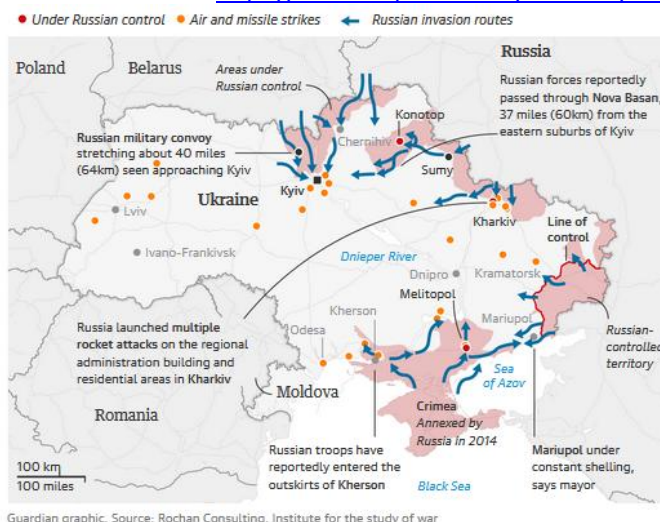 Under Russian control
Air and missile strikes
Russian invasion routes
Poland
Belarus
Russia
Areas under
Russian control
Russian forces reportedly
passed through Nova Basan,
37 miles (60km) from the
eastern suburbs of Kyiv
Konotop
Chernihiv
Russian military convoy
stretching about 40 miles
(64km) seen approaching Kyiv
Sumy
Kyiv
Ukraine
Lviv
Kharkiv
Line of
control
Ivano-Frankivsk
Dnieper River
Dnipro
Kramatorsk
Melitopol
Kherson
Mariupol
Russia launched multiple
rocket attacks on the regional
administration building and
residential areas in Kharkiv
Odesa
Russian-
controlled
territory
Moldova
Sea
of Azov
Romania
Crimea
Annexed by
Russia in 2014
Russian troops have
reportedly entered the
outskirts of Kherson
Mariupol under
constant shelling,
says mayor
100 km
100 miles
Black Sea
Guardian graphic. Source: Rochan Consulting, Institute for the study of war